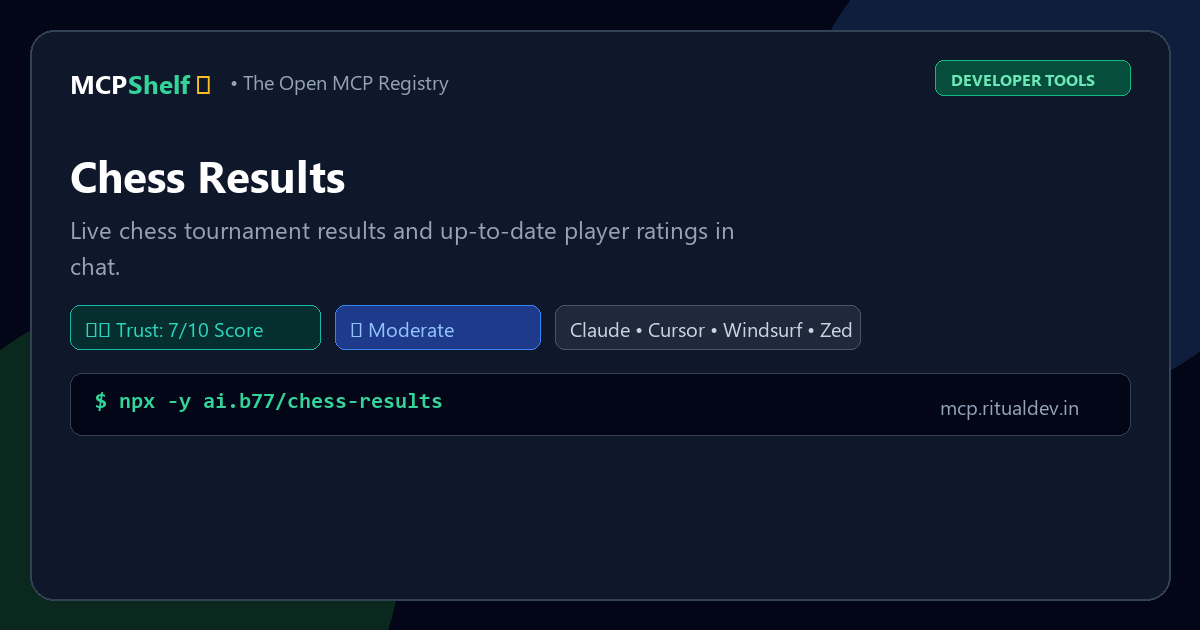 MCPShelf • The Open MCP Registry
DEVELOPER TOOLS
Chess Results
Live chess tournament results and up-to-date player ratings in
chat.
Trust: 7/10 Score
Moderate
Claude • Cursor • Windsurf • Zed
$ npx -y ai.b77/chess-results
mcp.ritualdev.in